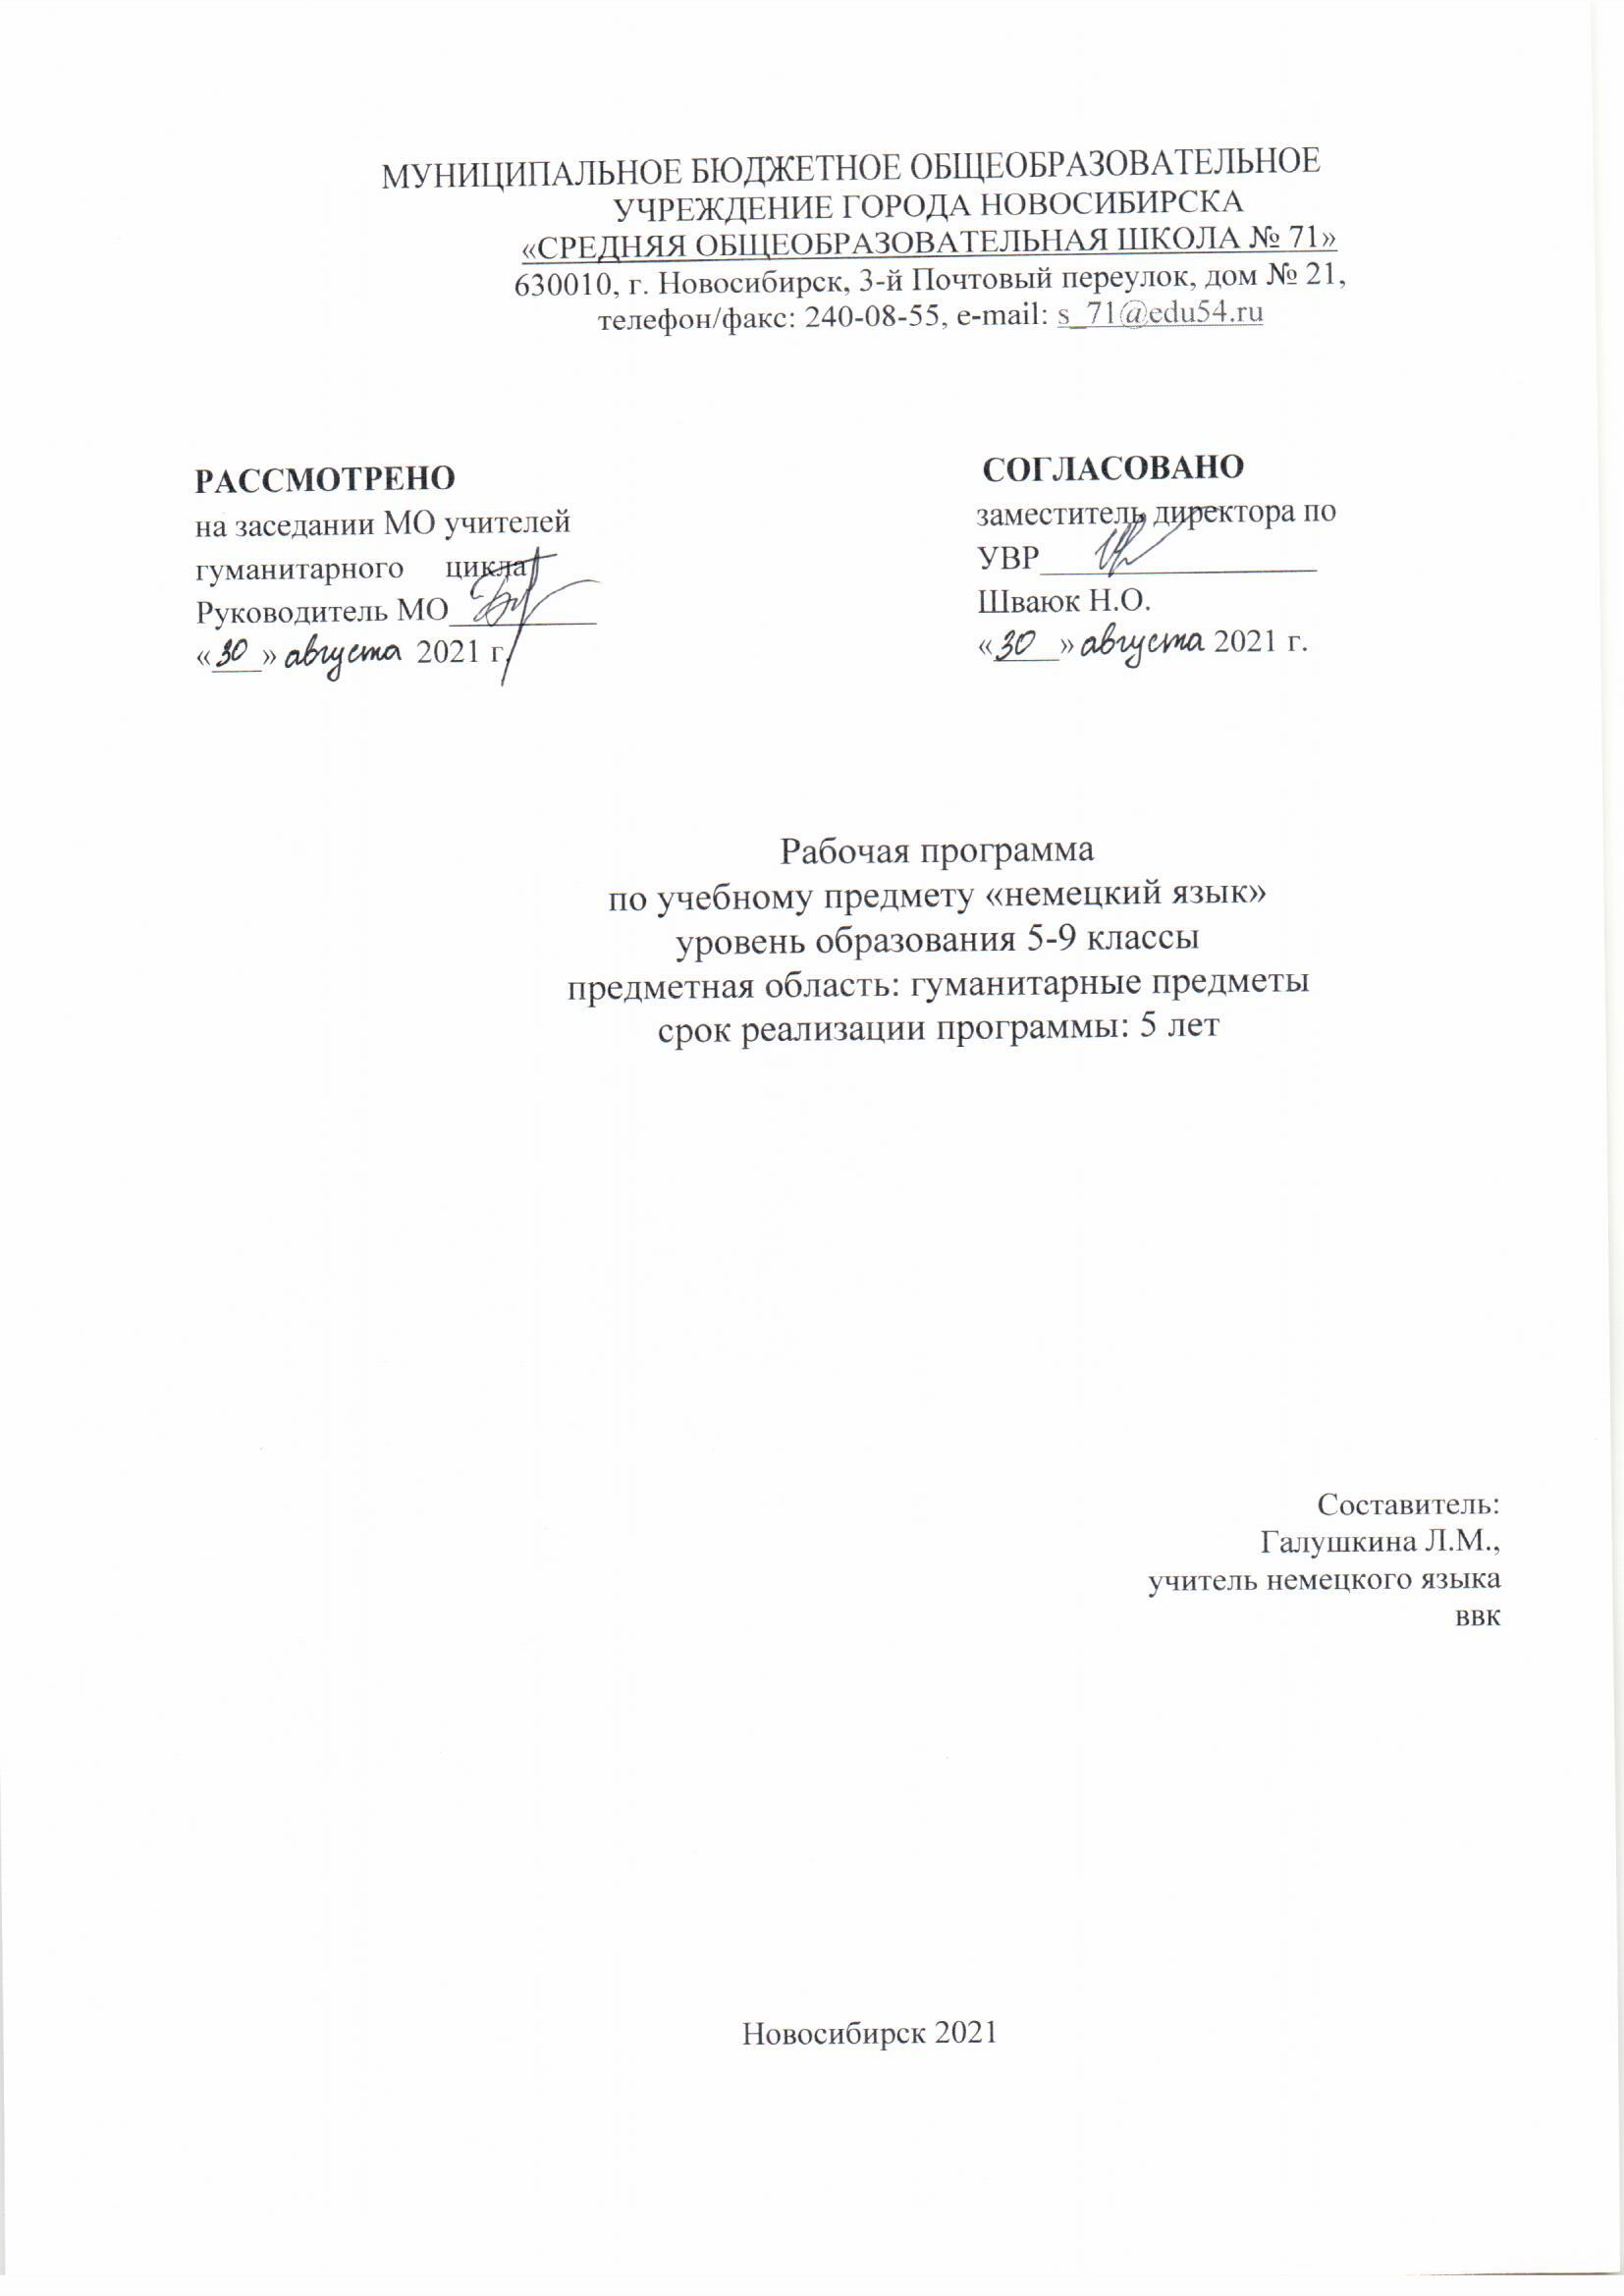 МУНИЦИПАЛЬНОЕ БЮДЖЕТНОЕ ОБЩЕОБРАЗОВАТЕЛЬНОЕ
УЧРЕЖДЕНИЕ ГОРОДА НОВОСИБИРСКА
«СРЕДНЯЯ ОБЩЕОБРАЗОВАТЕЛЬНАЯ ШКОЛА № 71»
630010, г. Новосибирск, 3-й Почтовый переулок, дом № 21,
телефон/факс: 240-08-55, e-mail: s_71@edu54.ru
РАССМОТРЕНО
на заседании МО учителей
гуманитарного цикла
Руководитель МО
«30» августа 2021 г.
СОГЛАСОВАНО
заместитель директора по
УВР
Шваюк Н.О.
«30» августа 2021 г.
Рабочая программа
по учебному предмету «немецкий язык»
уровень образования 5-9 классы
предметная область: гуманитарные предметы
срок реализации программы: 5 лет
Составитель:
Галушкина Л.М.,
учитель немецкого языка
ввк
Новосибирск 2021